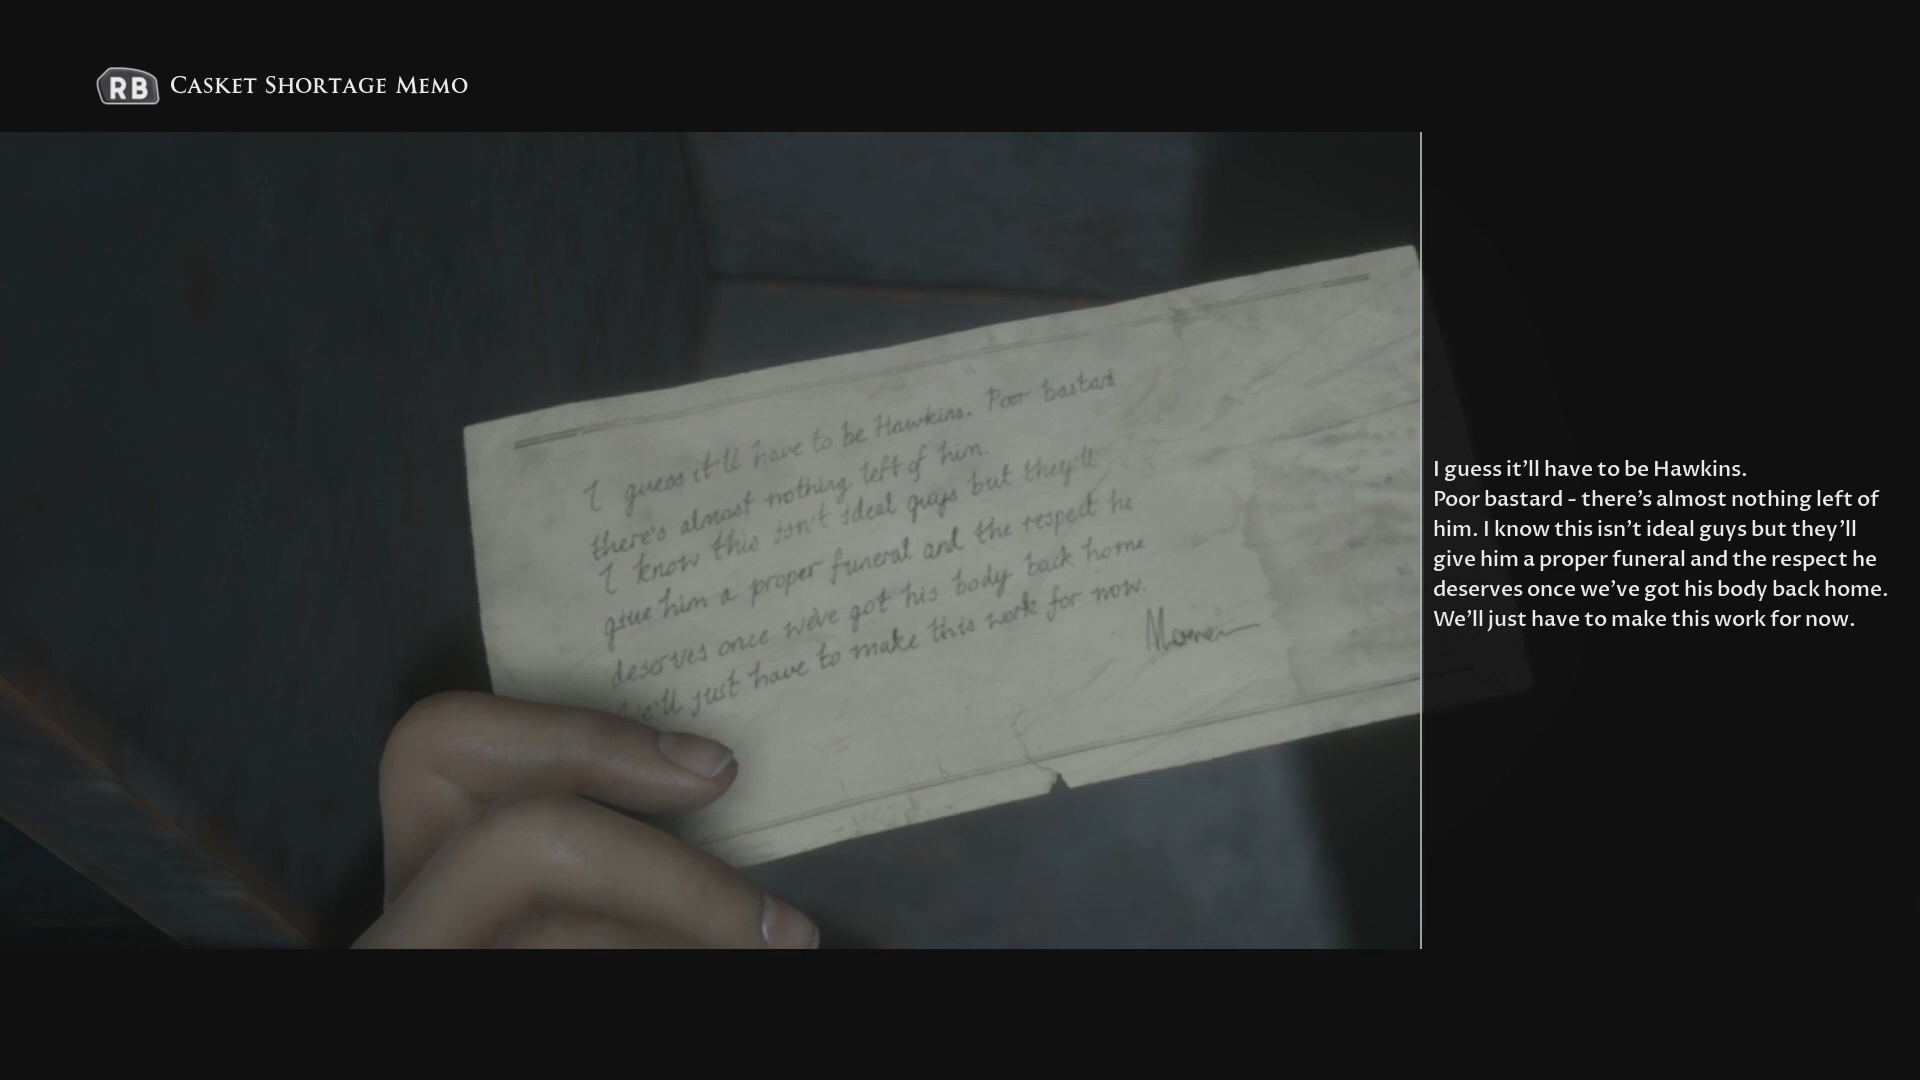 RB CASKET SHORTAGE MEMO
I guess it'll have to be Hawkins. Poor bastard
there's almost nothing left of him.
I know this isn't ideal guys but they'll
give him a proper funeral and the respect he
deserves once we've got his body back home
We'll just have to make this work for now.
I guess it'll have to be Hawkins.
Poor bastard - there's almost nothing left of
him. I know this isn't ideal guys but they'll
give him a proper funeral and the respect he
deserves once we've got his body back home.
We'll just have to make this work for now.